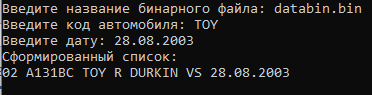 Введите название бинарного файла: databin.bin
Введите код автомобиля: TOY
Введите дату: 28.08.2003
Сформированный список:
02 A131BC TOY R DURKIN VS 28.08.2003